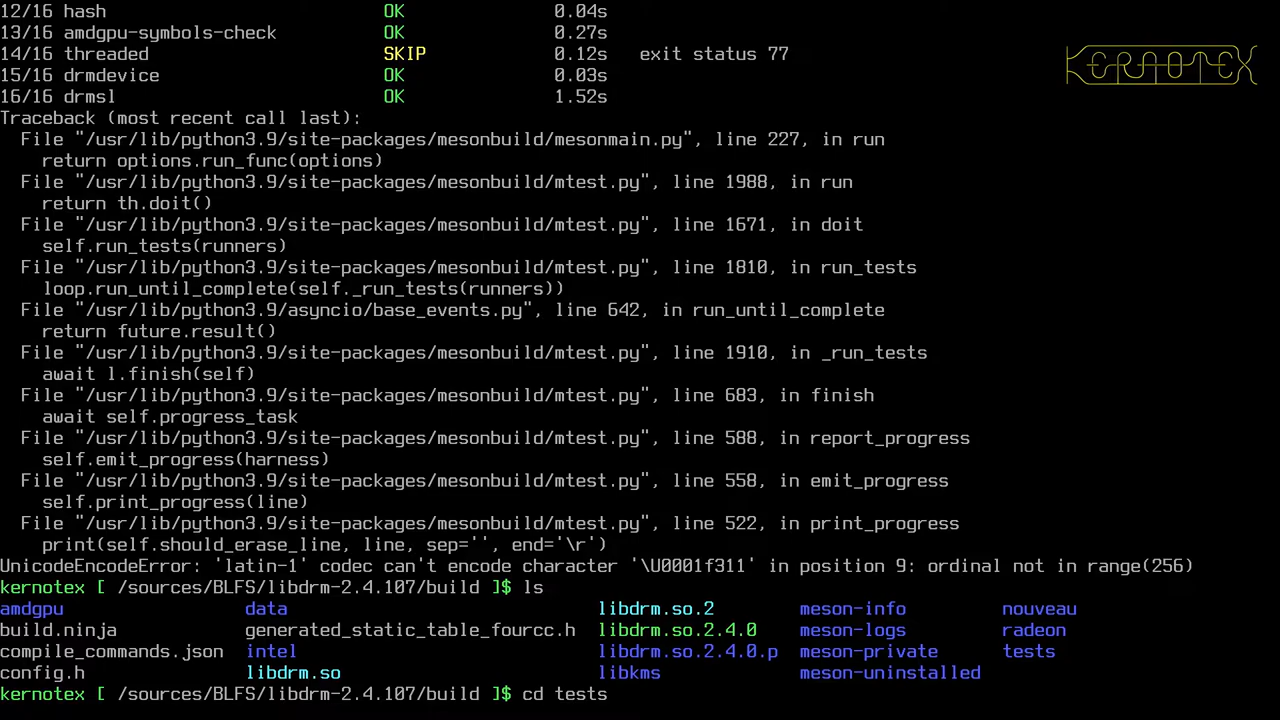 12/16 hash                          OK              0.04s
13/16 amdgpu-symbols-check          OK              0.27s
14/16 threaded                      SKIP            0.12s   exit status 77
15/16 drmdevice                     OK              0.03s
16/16 drmsl                         OK              1.52s
KERNOTEX
Traceback (most recent call last):
  File "/usr/lib/python3.9/site-packages/mesonbuild/mesonmain.py", line 227, in run
    return options.run_func(options)
  File "/usr/lib/python3.9/site-packages/mesonbuild/mtest.py", line 1988, in run
    return th.doit()
  File "/usr/lib/python3.9/site-packages/mesonbuild/mtest.py", line 1671, in doit
    self.run_tests(runners)
  File "/usr/lib/python3.9/site-packages/mesonbuild/mtest.py", line 1810, in run_tests
    loop.run_until_complete(self._run_tests(runners))
  File "/usr/lib/python3.9/asyncio/base_events.py", line 642, in run_until_complete
    return future.result()
  File "/usr/lib/python3.9/site-packages/mesonbuild/mtest.py", line 1910, in _run_tests
    await l.finish(self)
  File "/usr/lib/python3.9/site-packages/mesonbuild/mtest.py", line 683, in finish
    await self.progress_task
  File "/usr/lib/python3.9/site-packages/mesonbuild/mtest.py", line 588, in report_progress
    self.emit_progress(harness)
  File "/usr/lib/python3.9/site-packages/mesonbuild/mtest.py", line 558, in emit_progress
    self.print_progress(line)
  File "/usr/lib/python3.9/site-packages/mesonbuild/mtest.py", line 522, in print_progress
    print(self.should_erase_line, line, sep='', end='\r')
UnicodeEncodeError: 'latin-1' codec can't encode character '\U0001f311' in position 9: ordinal not in range(256)
kernotex [ /sources/BLFS/libdrm-2.4.107/build ]$ ls
amdgpu                 data                             libdrm.so.2        meson-info         nouveau
build.ninja            generated_static_table_fourcc.h  libdrm.so.2.4.0    meson-logs         radeon
compile_commands.json  intel                            libdrm.so.2.4.0.p  meson-private      tests
config.h               libdrm.so                        libkms             meson-uninstalled
kernotex [ /sources/BLFS/libdrm-2.4.107/build ]$ cd tests